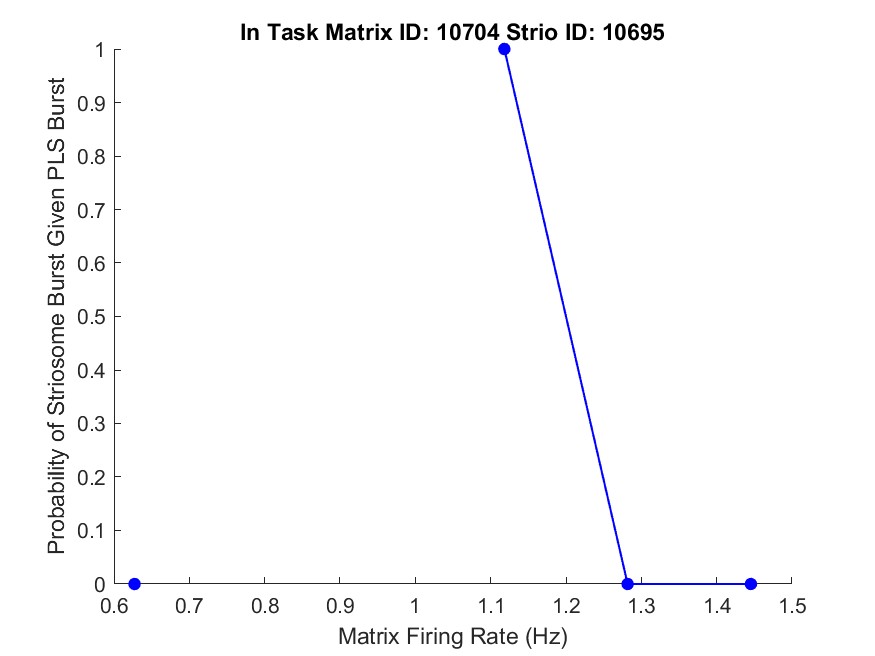 In Task Matrix ID: 10704 Strio ID: 10695
Probability of Striosome Burst Given PLS Burst
1
0.9
0.8
0.7
0.6
0.5
0.4
0.3
0.2
0.1
0
0.6 0.7 0.8 0.9 1 1.1 1.2 1.3 1.4 1.5
Matrix Firing Rate (Hz)